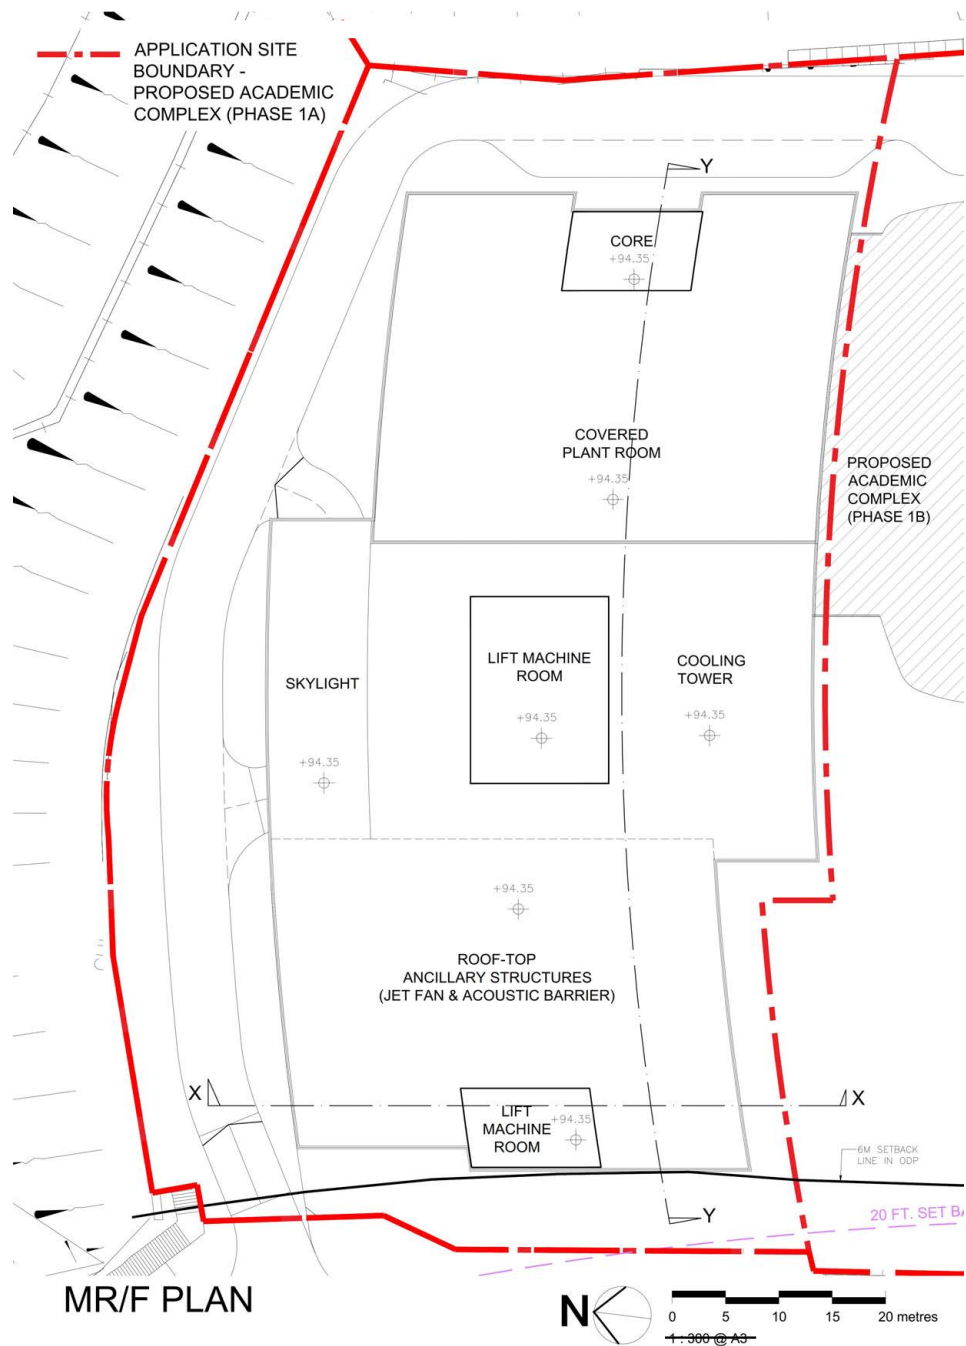 APPLICATION SITE
BOUNDARY -
PROPOSED ACADEMIC
COMPLEX (PHASE 1A)
Y
CORE
+94.35
COVERED
PLANT ROOM
+94.35
PROPOSED
ACADEMIC
COMPLEX
(PHASE 1B)
LIFT MACHINE
ROOM
+94.35
COOLING
TOWER
+94.35
SKYLIGHT
+94.35
+94.35
ROOF-TOP
ANCILLARY STRUCTURES
(JET FAN & ACOUSTIC BARRIER)
X
X
LIFT
MACHINE
ROOM
+94.35
6M SETBACK
LINE IN ODP
20 FT. SET BA
Y
MR/F PLAN
N
0 5 10 15 20 metres
1 : 300 @ A3